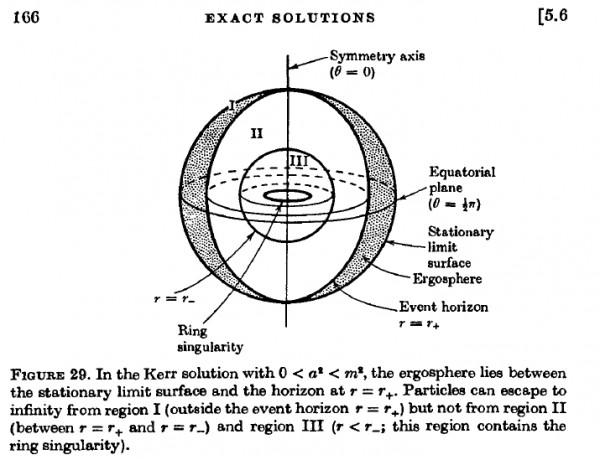 166 EXACT SOLUTIONS [5.6
Symmetry axis
(θ = 0)
I
II
III
Equatorial
plane
(θ = ½π)
Stationary
limit
surface
Ergosphere
Event horizon
r = r₊
r = r₋
Ring
singularity
FIGURE 29. In the Kerr solution with 0 < a² < m², the ergosphere lies between
the stationary limit surface and the horizon at r = r₊. Particles can escape to
infinity from region I (outside the event horizon r = r₊) but not from region II
(between r = r₊ and r = r₋) and region III (r < r₋; this region contains the
ring singularity).